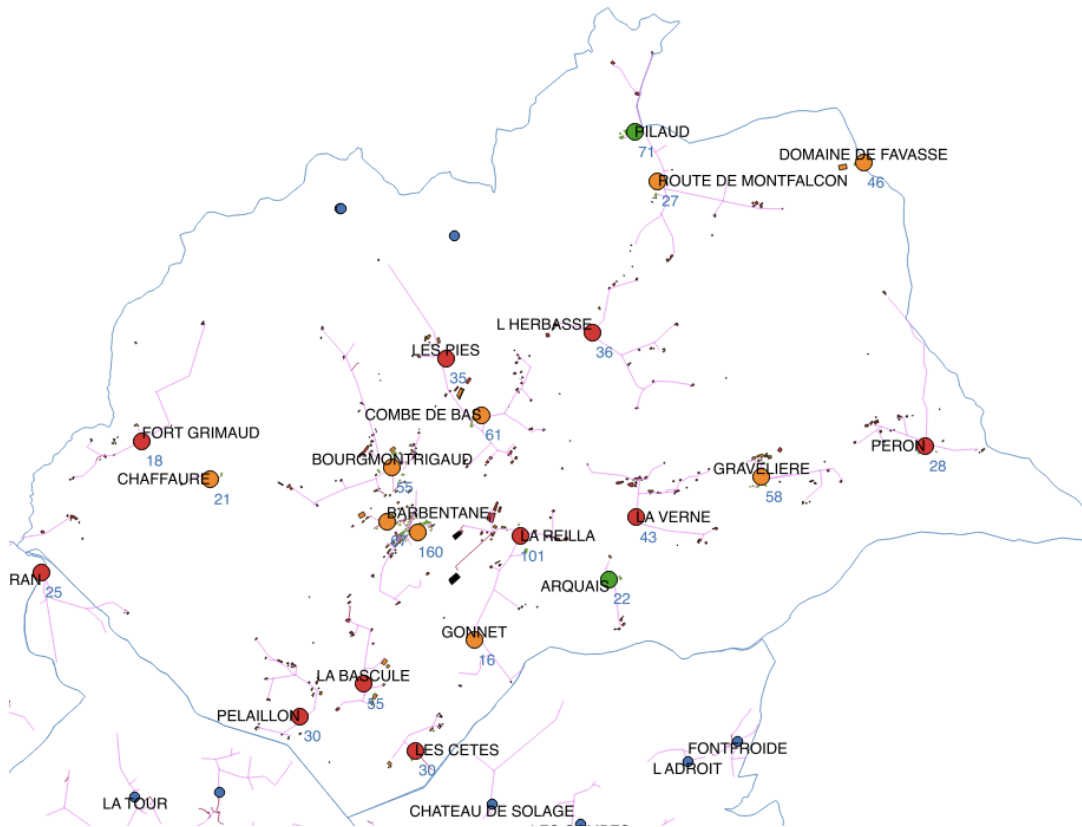 PILAUD
71
DOMAINE DE FAVASSE
46
ROUTE DE MONTFALCON
27
L HERBASSE
36
LES PIES
35
COMBE DE BAS
61
FORT GRIMAUD
18
BOURGMONTRIGAUD
55
PERON
28
CHAFFAURE
21
GRAVELIERE
58
BARBENTANE
160
LA VERNE
43
LA REILLA
101
RAN
25
ARQUAIS
22
GONNET
16
LA BASCULE
55
PELAILLON
30
LES CETES
30
FONTFROIDE
L ADROIT
LA TOUR
CHATEAU DE SOLAGE